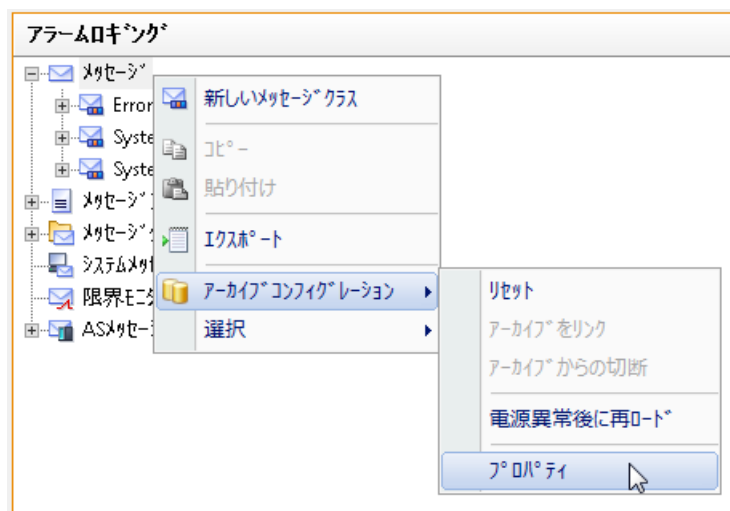 アラームロギング
メッセージ
Error
Syste
Syste
メッセージ
メッセージ
システムメッ
限界モニタ
ASメッセー
新しいメッセージクラス
コピー
貼り付け
エクスポート
アーカイブコンフィグレーション
選択
リセット
アーカイブをリンク
アーカイブからの切断
電源異常後に再ロード
プロパティ